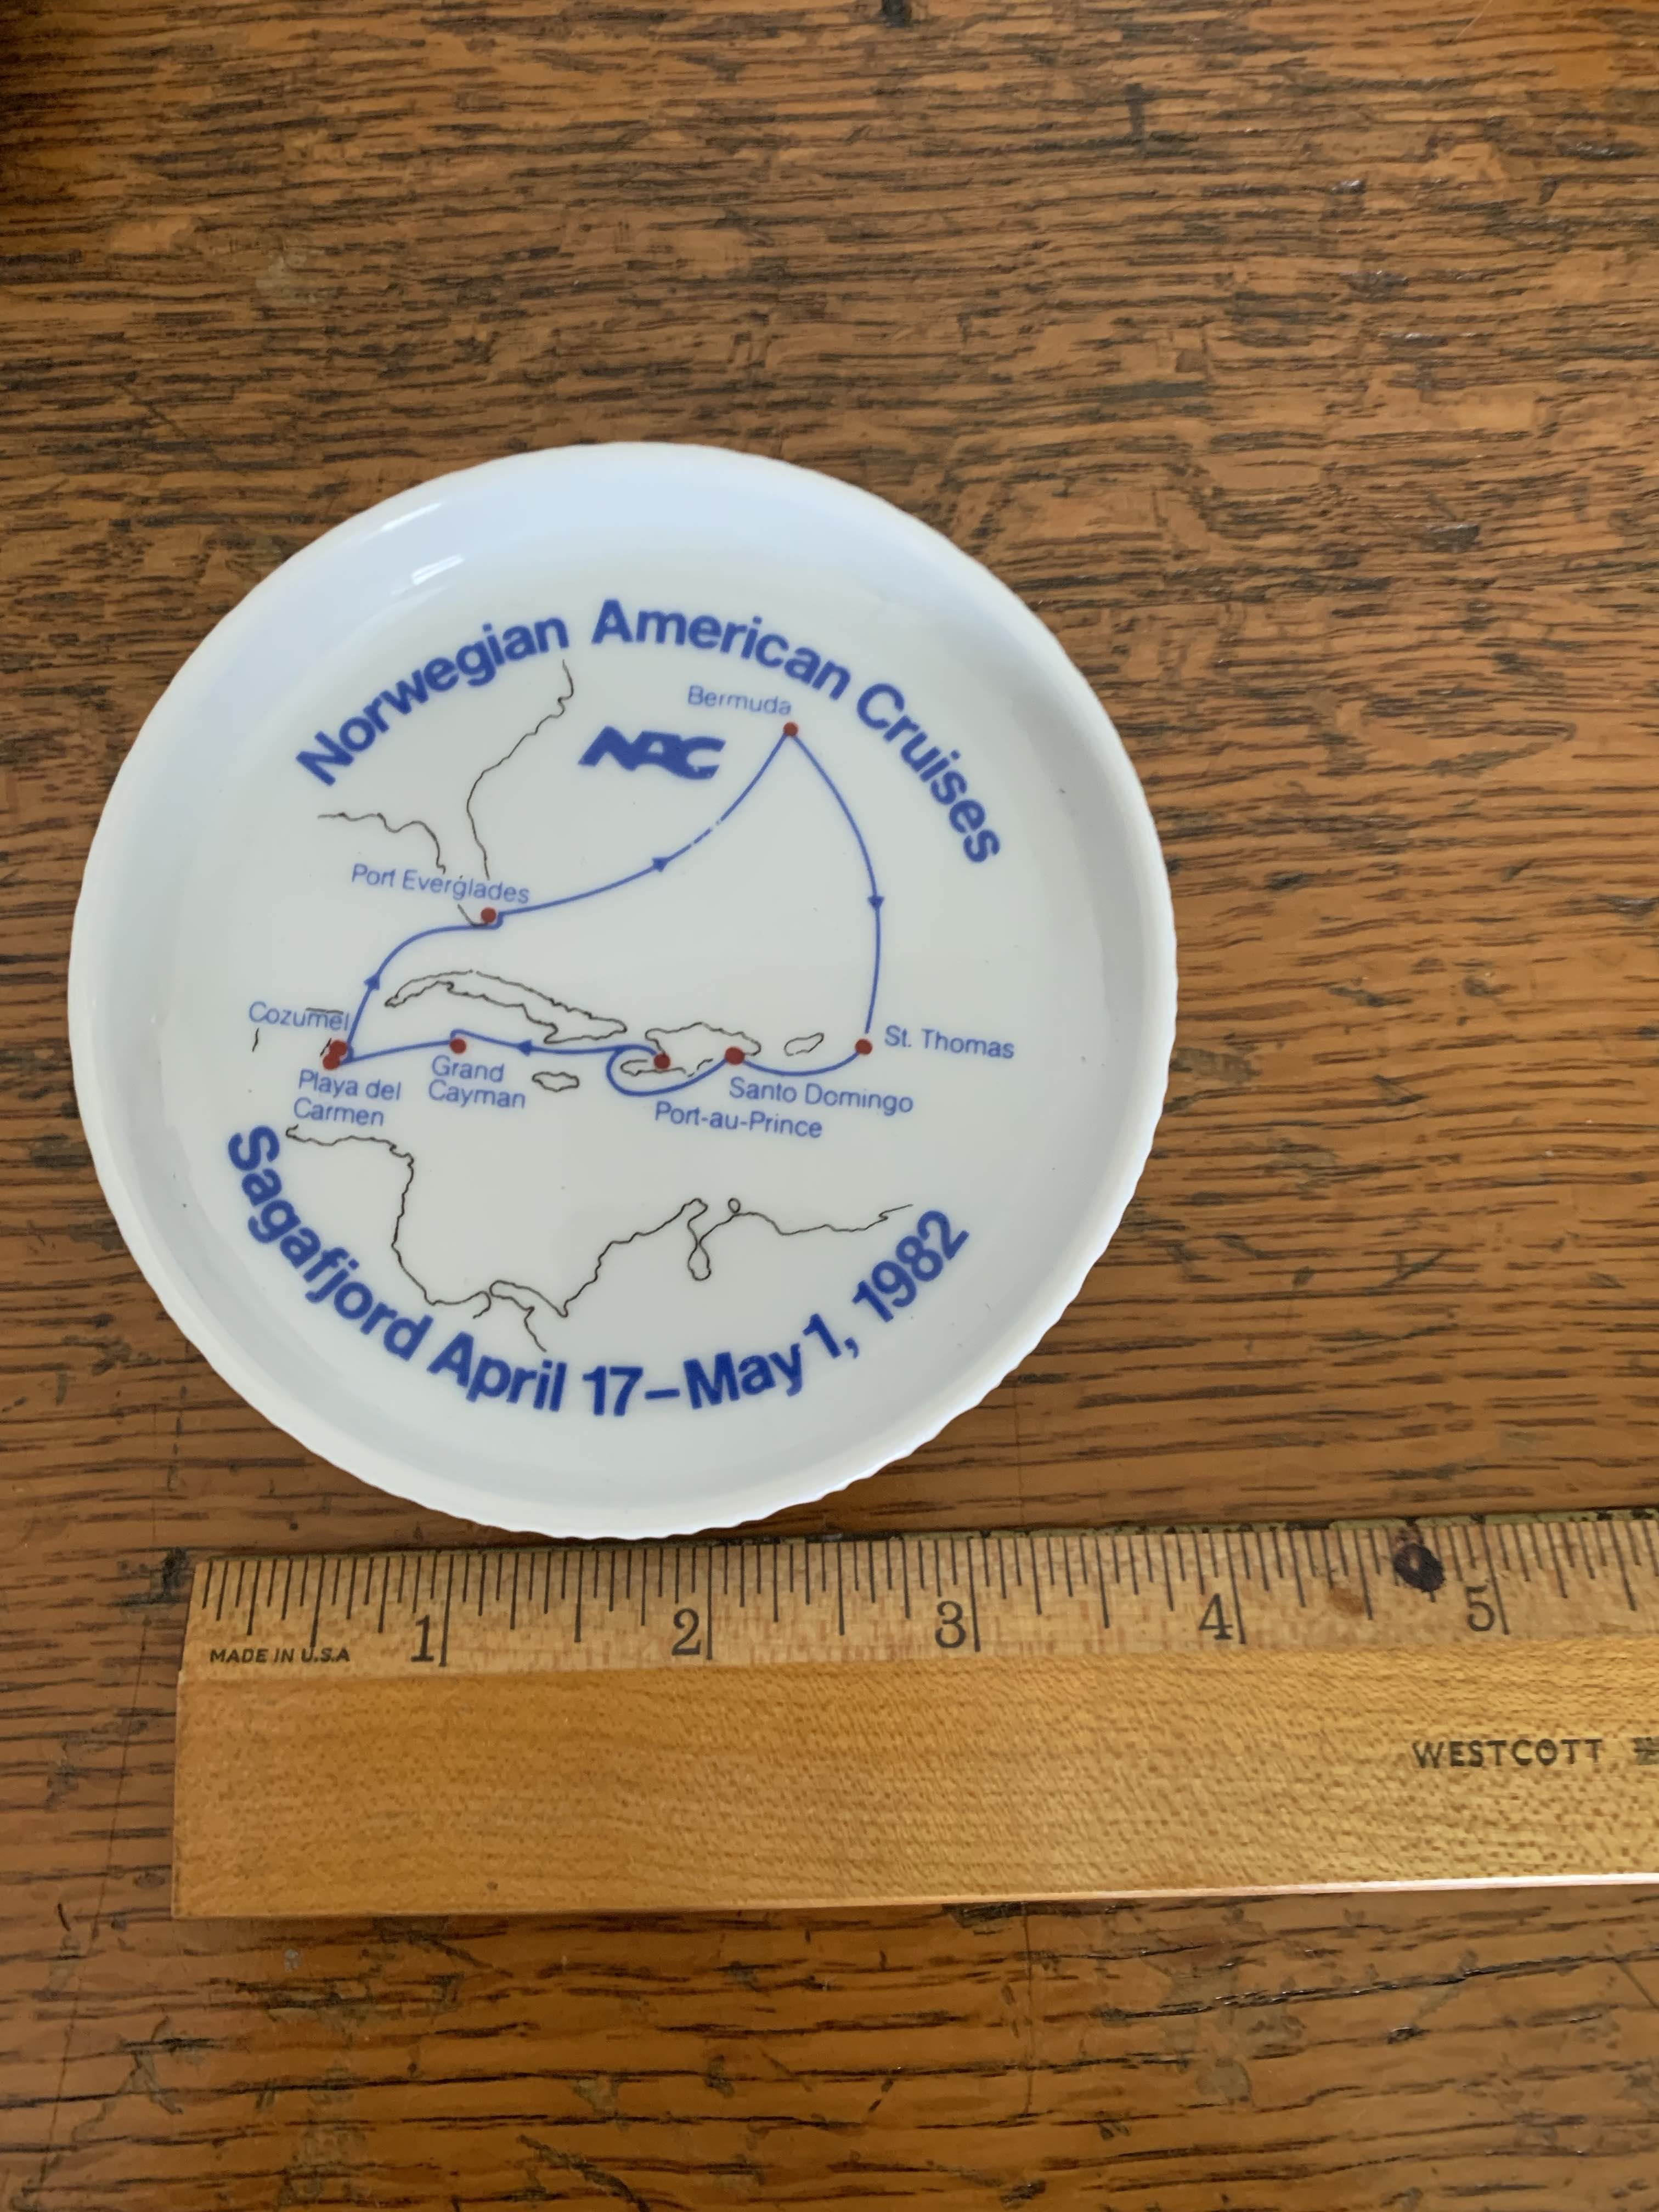 Norwegian American Cruises
Bermuda
NAC
Port Everglades
Cozumel
St. Thomas
Grand
Cayman
Playa del
Carmen
Santo Domingo
Port-au-Prince
Sagafjord April 17–May 1, 1982
1 2 3 4 5
MADE IN U.S.A
WESTCOTT